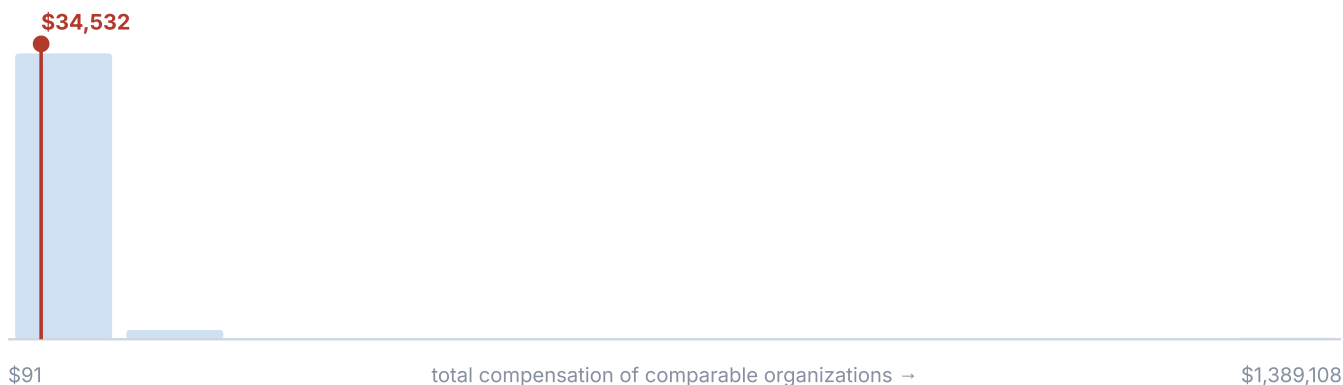 $34,532
$91 total compensation of comparable organizations → $1,389,108